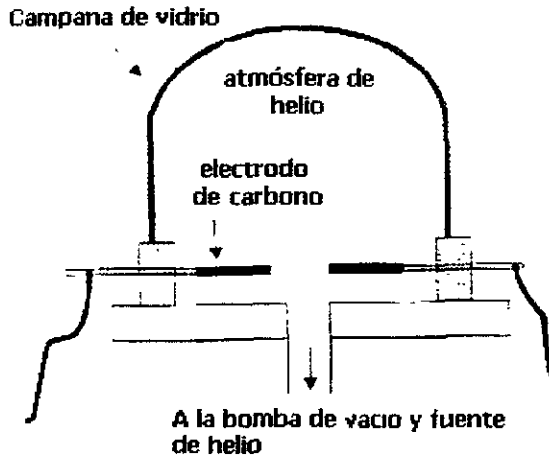 Campana de vidrio
atmósfera de
helio
electrodo
de carbono
A la bomba de vacio y fuente
de helio